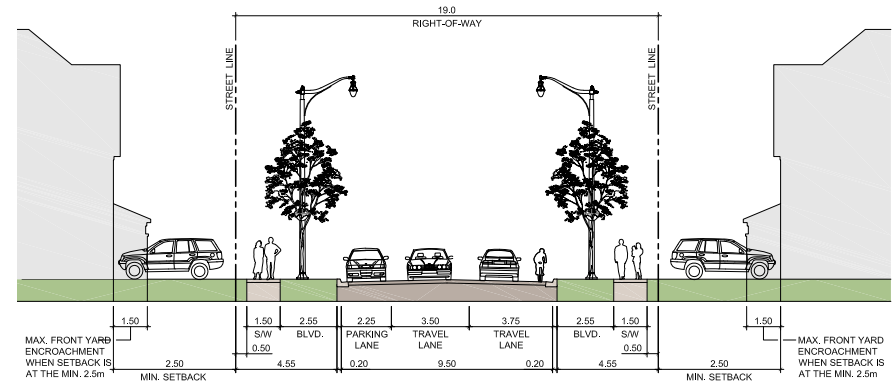 19.0
RIGHT-OF-WAY
STREET LINE
STREET LINE
1.50
1.50
2.55
2.25
3.50
3.75
2.55
1.50
1.50
S/W
BLVD.
PARKING
LANE
TRAVEL
LANE
TRAVEL
LANE
BLVD.
S/W
0.50
0.50
MAX. FRONT YARD
ENCROACHMENT
WHEN SETBACK IS
AT THE MIN. 2.5m
MAX. FRONT YARD
ENCROACHMENT
WHEN SETBACK IS
AT THE MIN. 2.5m
2.50
4.55
0.20
9.50
0.20
4.55
2.50
MIN. SETBACK
MIN. SETBACK